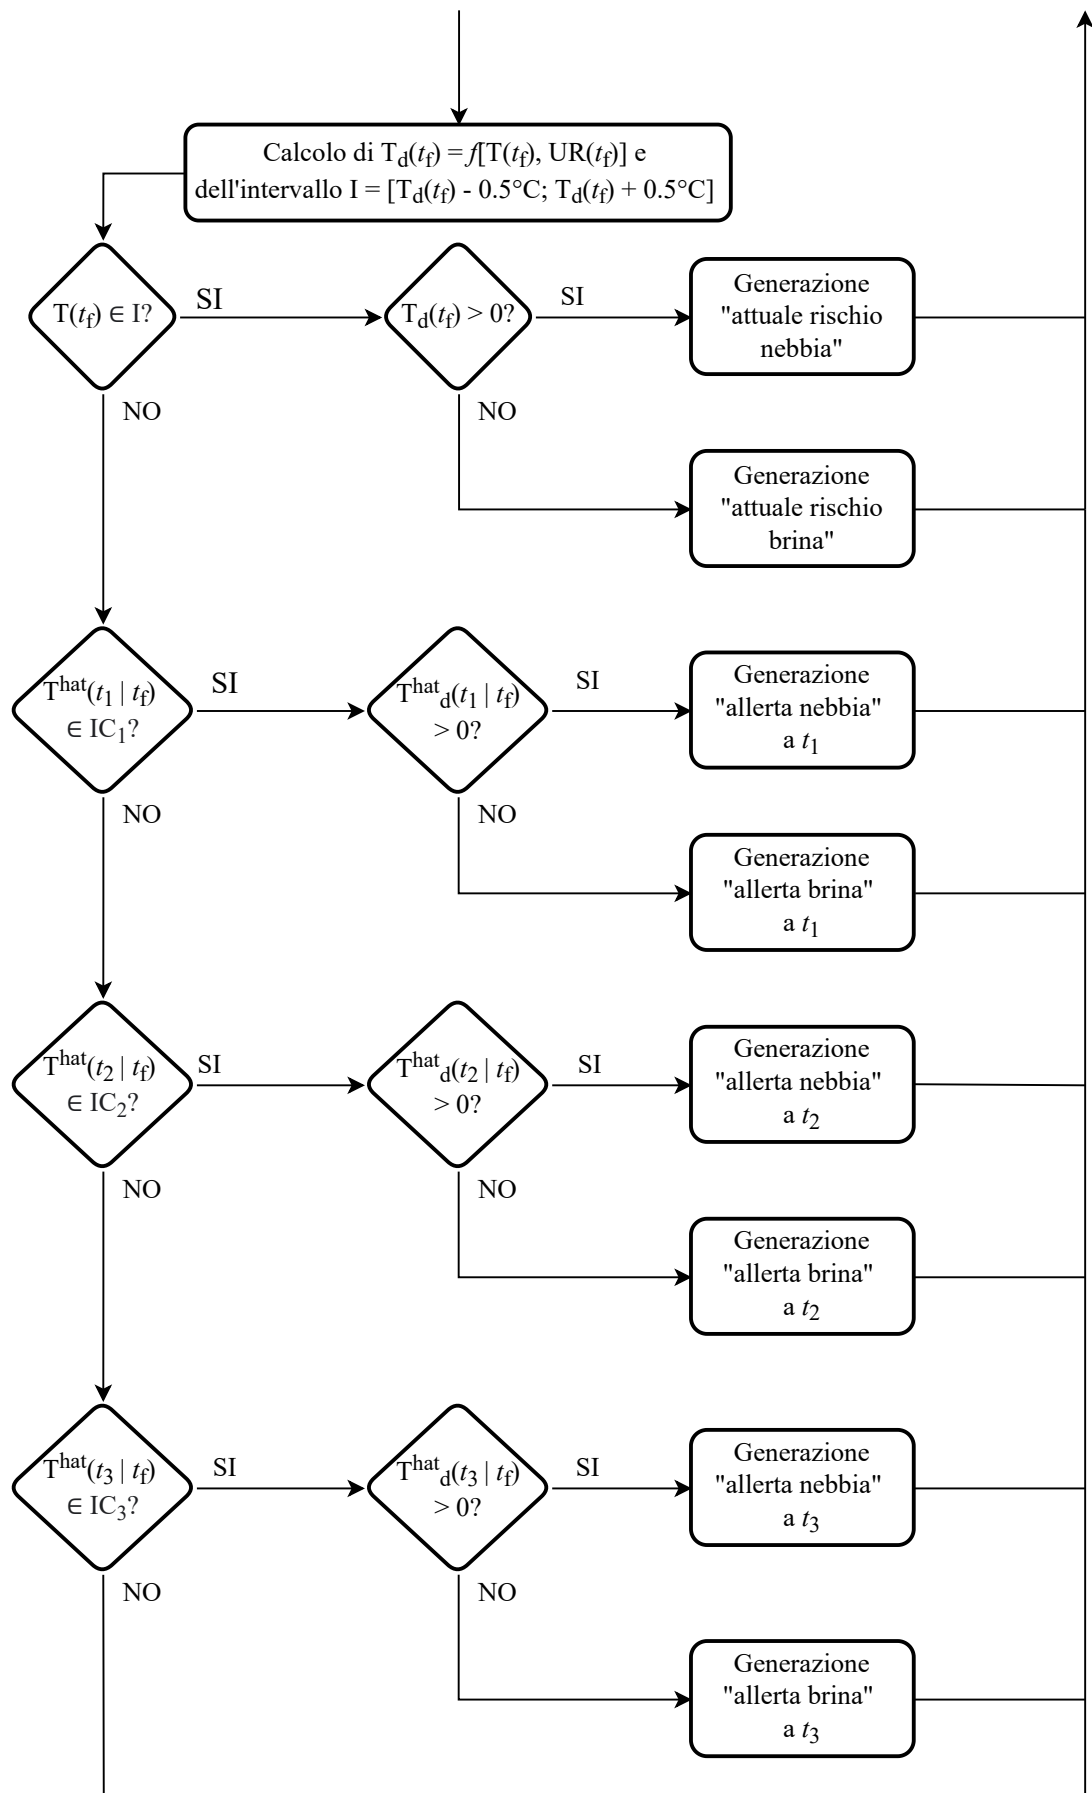 Calcolo di T_d(t_f) = f[T(t_f), UR(t_f)] e
dell'intervallo I = [T_d(t_f) - 0.5°C; T_d(t_f) + 0.5°C]
T(t_f) ∈ I?
SI
T_d(t_f) > 0?
SI
Generazione
"attuale rischio
nebbia"
NO
NO
Generazione
"attuale rischio
brina"
T^hat(t_1 | t_f)
∈ IC_1?
SI
T^hat_d(t_1 | t_f)
> 0?
SI
Generazione
"allerta nebbia"
a t_1
NO
NO
Generazione
"allerta brina"
a t_1
T^hat(t_2 | t_f)
∈ IC_2?
SI
T^hat_d(t_2 | t_f)
> 0?
SI
Generazione
"allerta nebbia"
a t_2
NO
NO
Generazione
"allerta brina"
a t_2
T^hat(t_3 | t_f)
∈ IC_3?
SI
T^hat_d(t_3 | t_f)
> 0?
SI
Generazione
"allerta nebbia"
a t_3
NO
NO
Generazione
"allerta brina"
a t_3